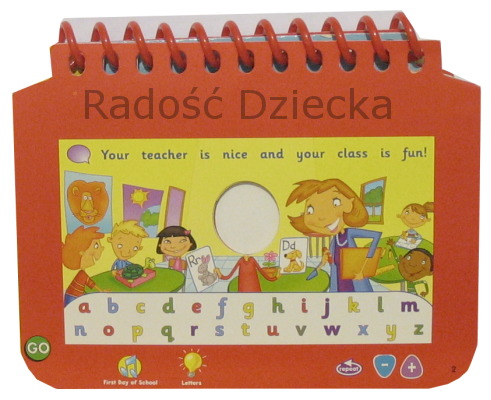 Radość Dziecka
Your teacher is nice and your class is fun!
Rr
Dd
a b c d e f g h i j k l m
n o p q r s t u v w x y z
GO
First Day of School
Letters
repeat
- +
2